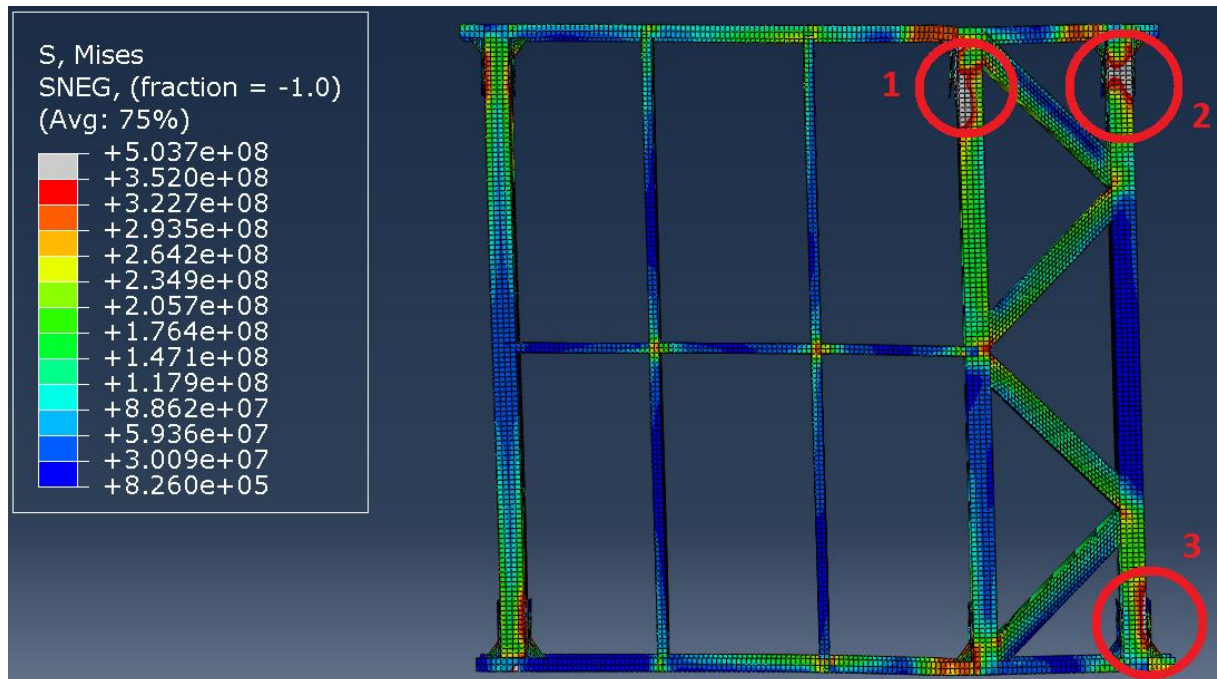 S, Mises
SNEG, (fraction = -1.0)
(Avg: 75%)
+5.037e+08
+3.520e+08
+3.227e+08
+2.935e+08
+2.642e+08
+2.349e+08
+2.057e+08
+1.764e+08
+1.471e+08
+1.179e+08
+8.862e+07
+5.936e+07
+3.009e+07
+8.260e+05
1
2
3